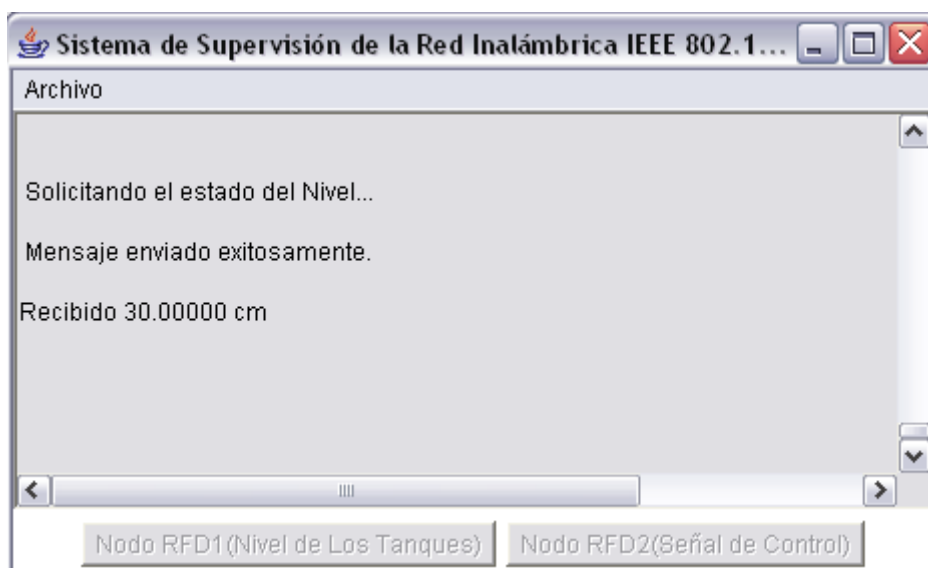 Sistema de Supervisión de la Red Inalámbrica IEEE 802.1...
Archivo
Solicitando el estado del Nivel...
Mensaje enviado exitosamente.
Recibido 30.00000 cm
Nodo RFD1(Nivel de Los Tanques) Nodo RFD2(Señal de Control)